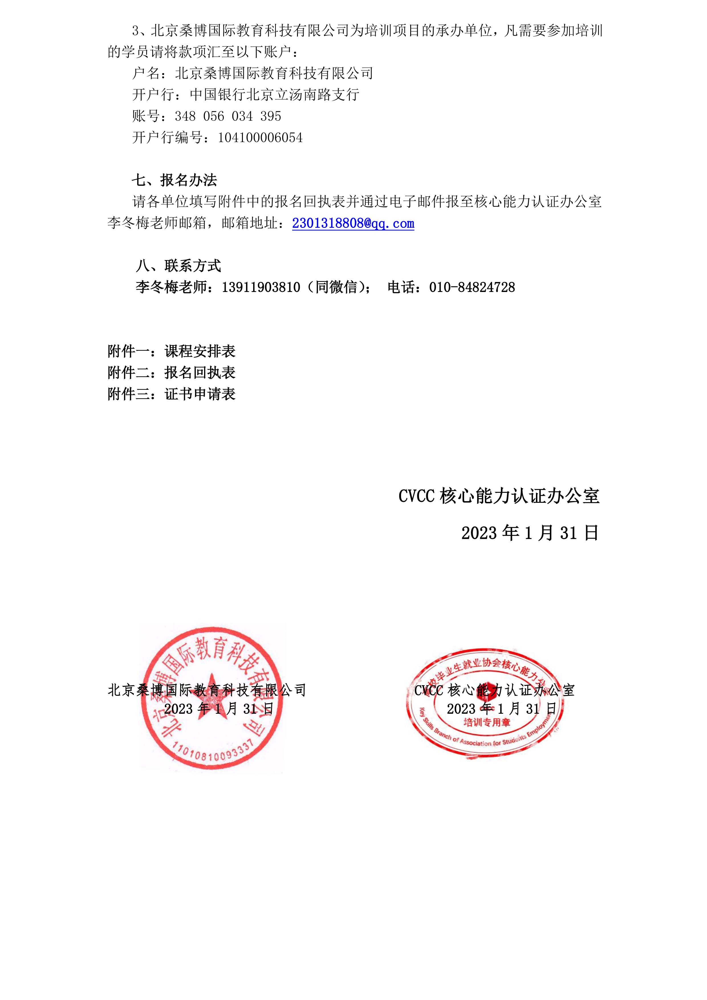 3、北京桑博国际教育科技有限公司为培训项目的承办单位，凡需要参加培训
的学员请将款项汇至以下账户：
户名：北京桑博国际教育科技有限公司
开户行：中国银行北京立汤南路支行
账号：348 056 034 395
开户行编号：104100006054
七、报名办法
请各单位填写附件中的报名回执表并通过电子邮件报至核心能力认证办公室
李冬梅老师邮箱，邮箱地址：2301318808@qq.com
八、联系方式
李冬梅老师：13911903810（同微信）； 电话：010-84824728
附件一：课程安排表
附件二：报名回执表
附件三：证书申请表
CVCC 核心能力认证办公室
2023 年 1 月 31 日
北京桑博国际教育科技有限公司
2023 年 1 月 31 日
北京桑博国际教育科技有限公司
11010810093337
CVCC 核心能力认证办公室
2023 年 1 月 31 日
高校毕业生就业协会核心能力分会
CVCC
培训专用章
Key Skills Branch of Association for Students Employment